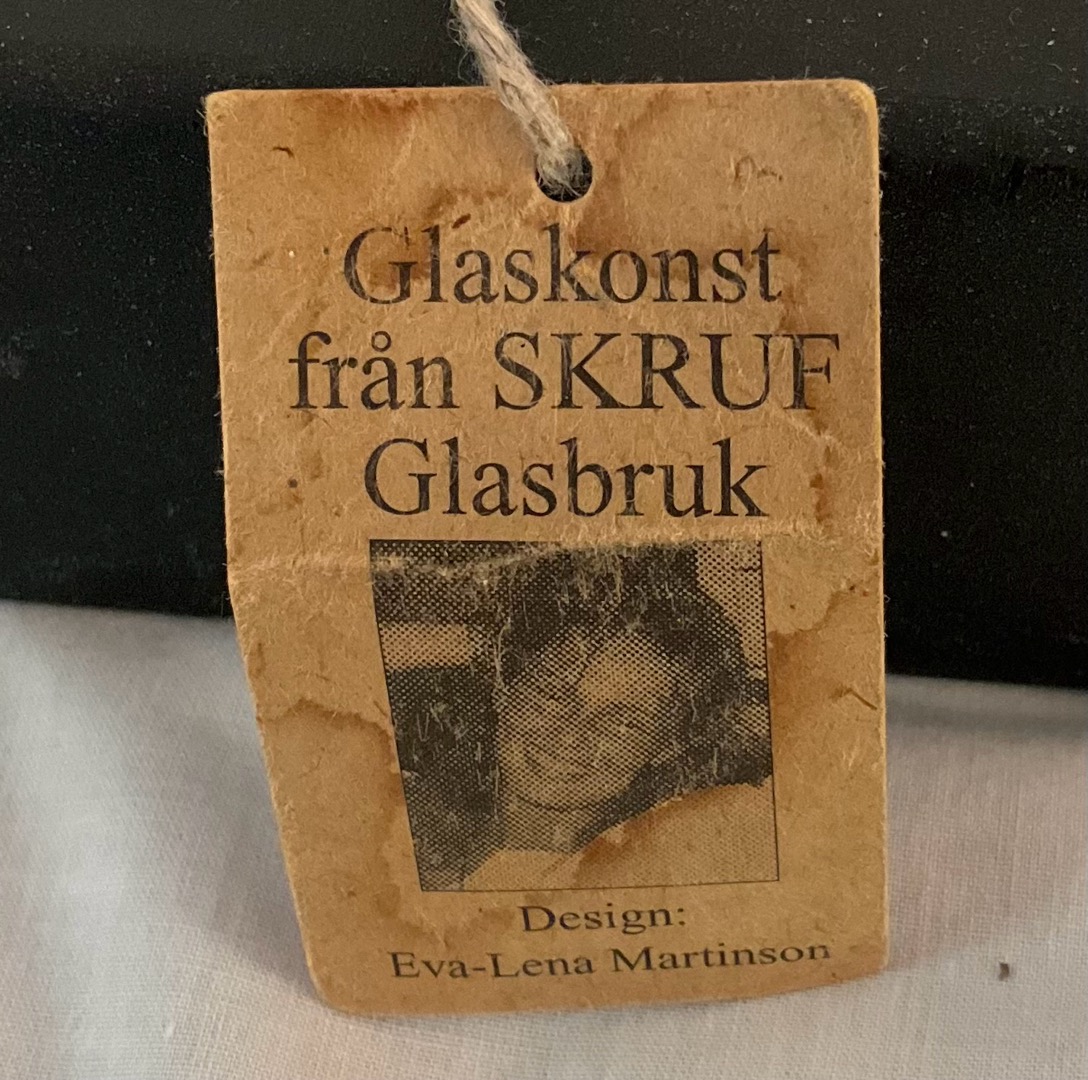 Glaskonst
från SKRUF
Glasbruk
Design:
Eva-Lena Martinson